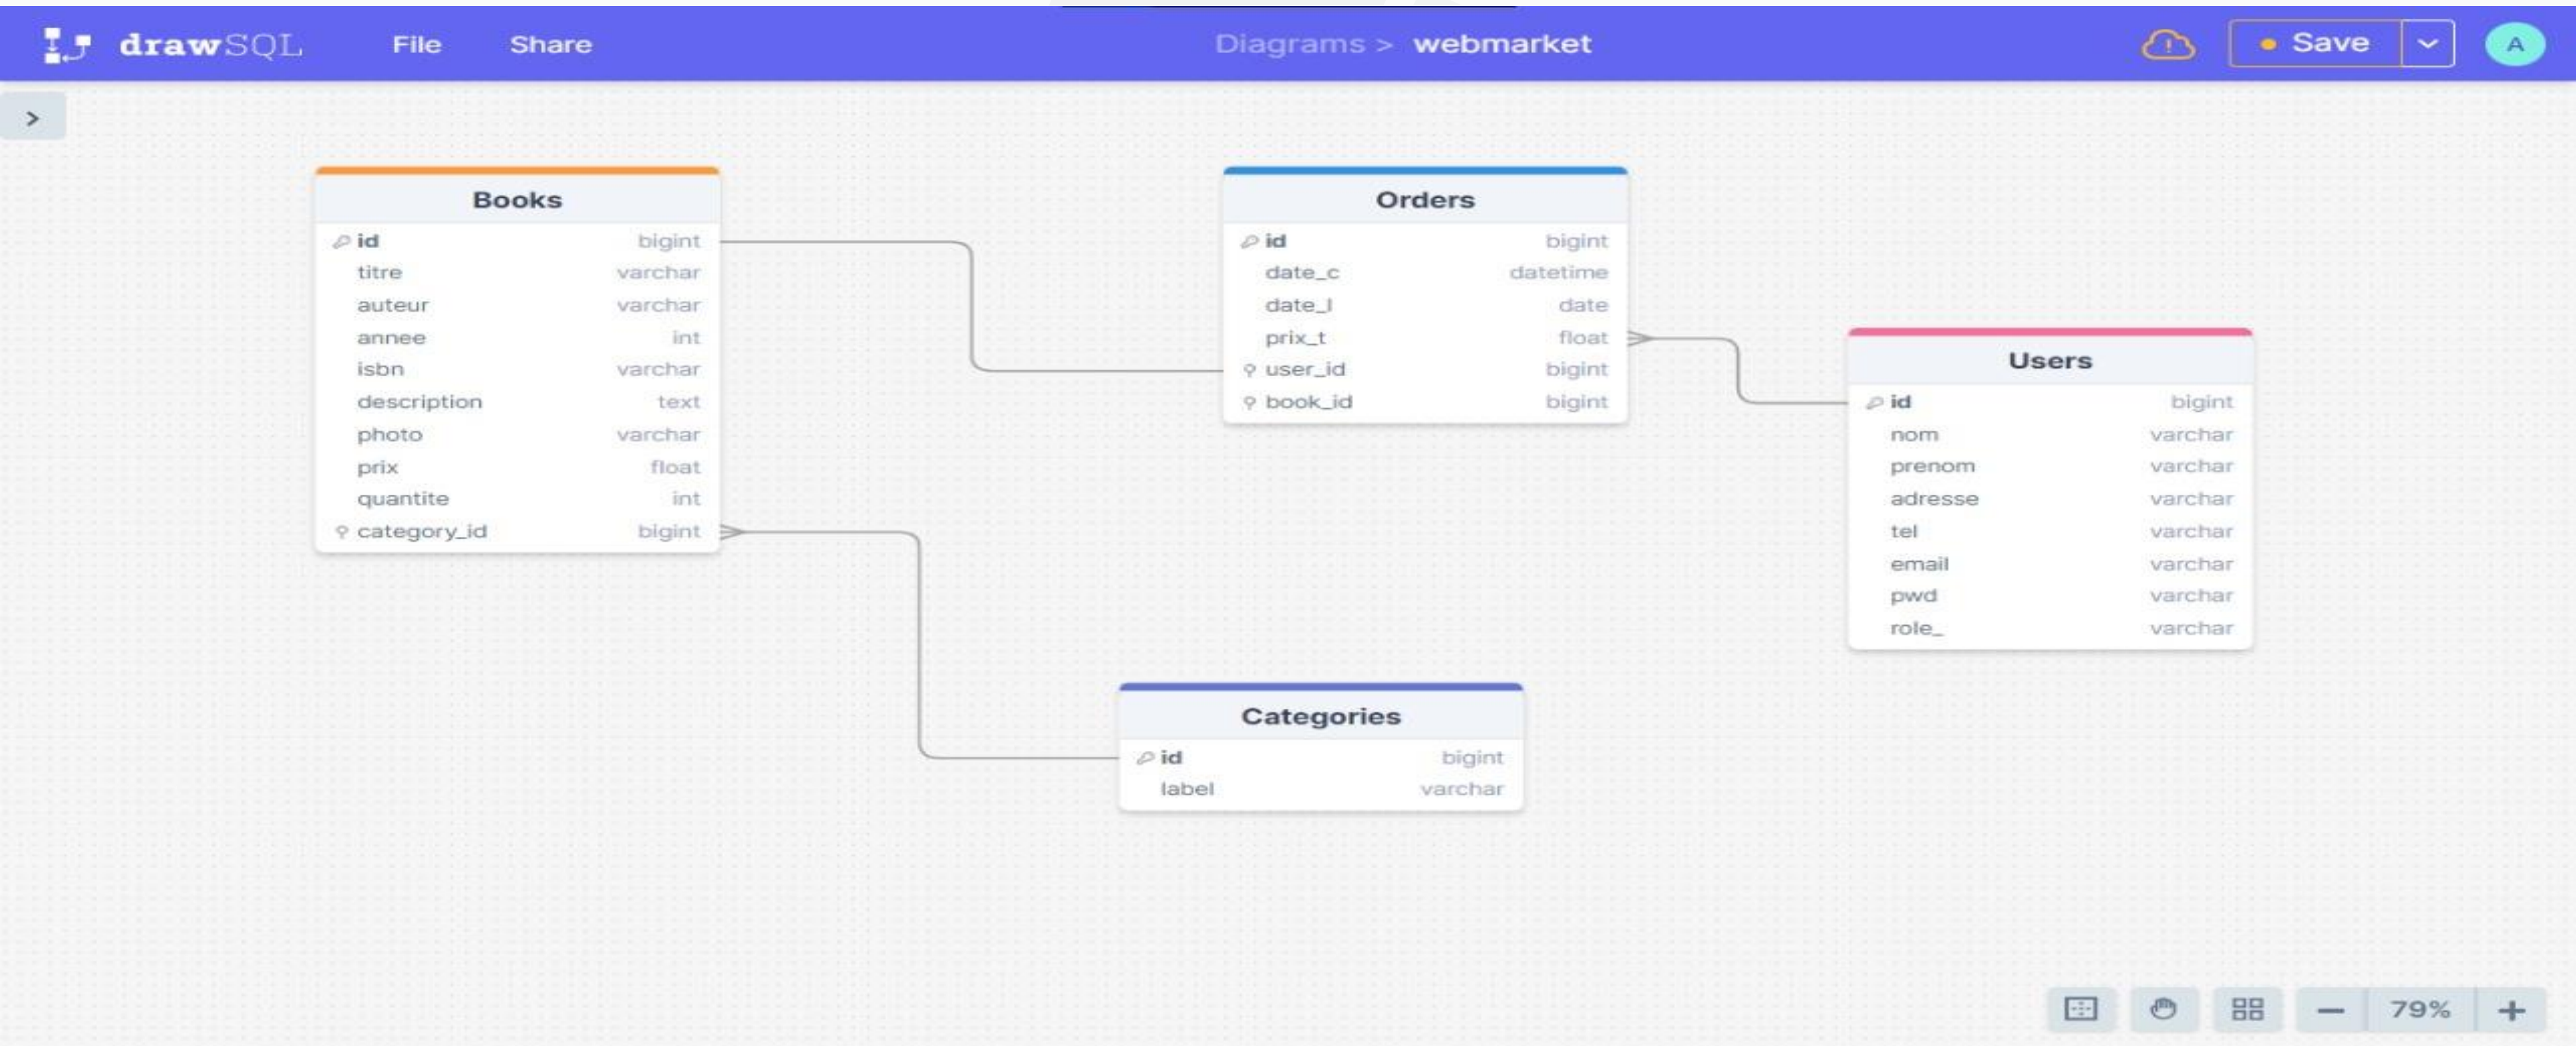 drawSQL File Share Diagrams > webmarket Save A
>
Books
id bigint
titre varchar
auteur varchar
annee int
isbn varchar
description text
photo varchar
prix float
quantite int
category_id bigint
Orders
id bigint
date_c datetime
date_l date
prix_t float
user_id bigint
book_id bigint
Users
id bigint
nom varchar
prenom varchar
adresse varchar
tel varchar
email varchar
pwd varchar
role_ varchar
Categories
id bigint
label varchar
79%